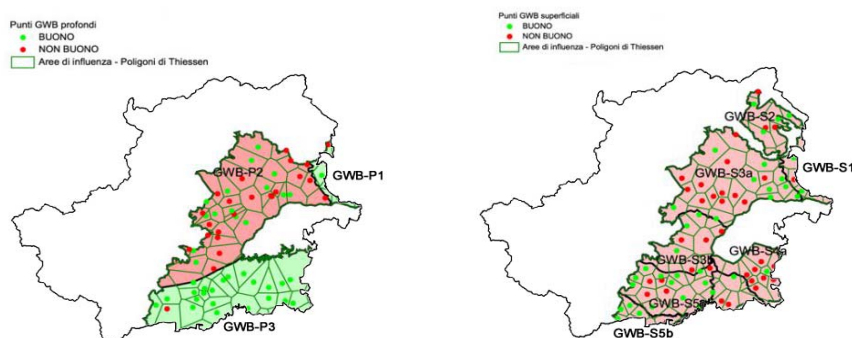 Punti GWB profondi
BUONO
NON BUONO
Aree di influenza - Poligoni di Thiessen
GWB-P2
GWB-P1
GWB-P3
Punti GWB superficiali
BUONO
NON BUONO
Aree di influenza - Poligoni di Thiessen
GWB-S2
GWB-S1
GWB-S3a
GWB-S3b
GWB-S5a
GWB-S5b